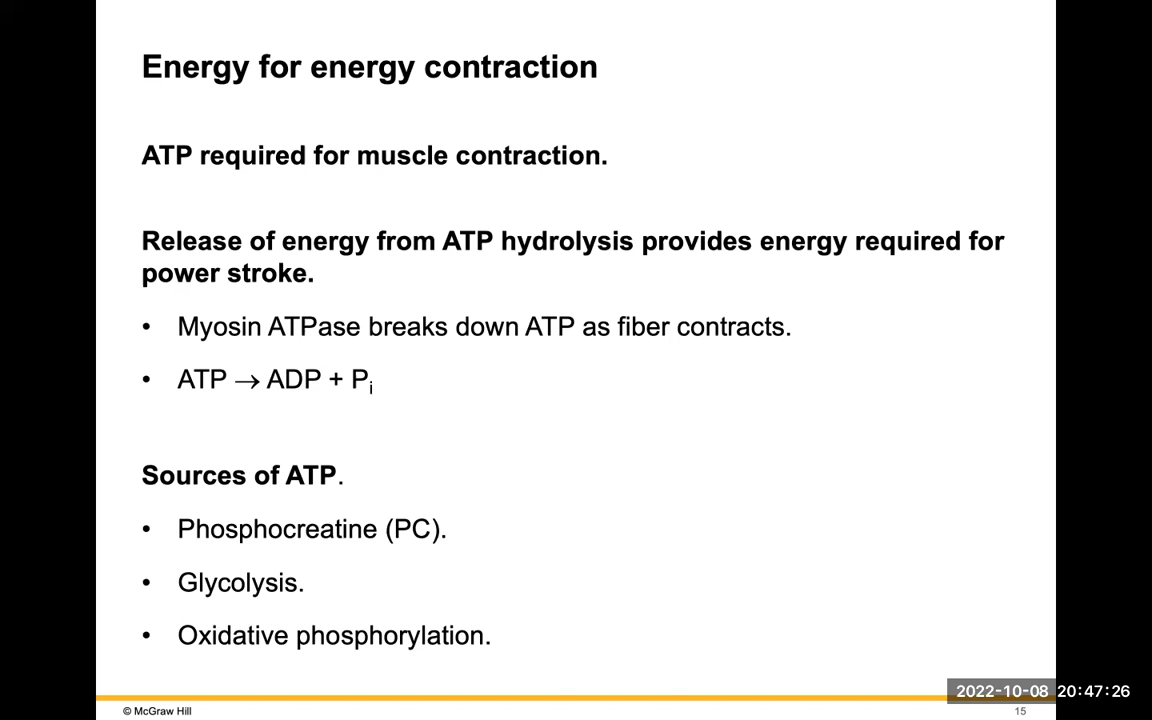 Energy for energy contraction
ATP required for muscle contraction.
Release of energy from ATP hydrolysis provides energy required for
power stroke.
• Myosin ATPase breaks down ATP as fiber contracts.
• ATP → ADP + Pi
Sources of ATP.
• Phosphocreatine (PC).
• Glycolysis.
• Oxidative phosphorylation.
2022-10-08 20:47:26
© McGraw Hill 15